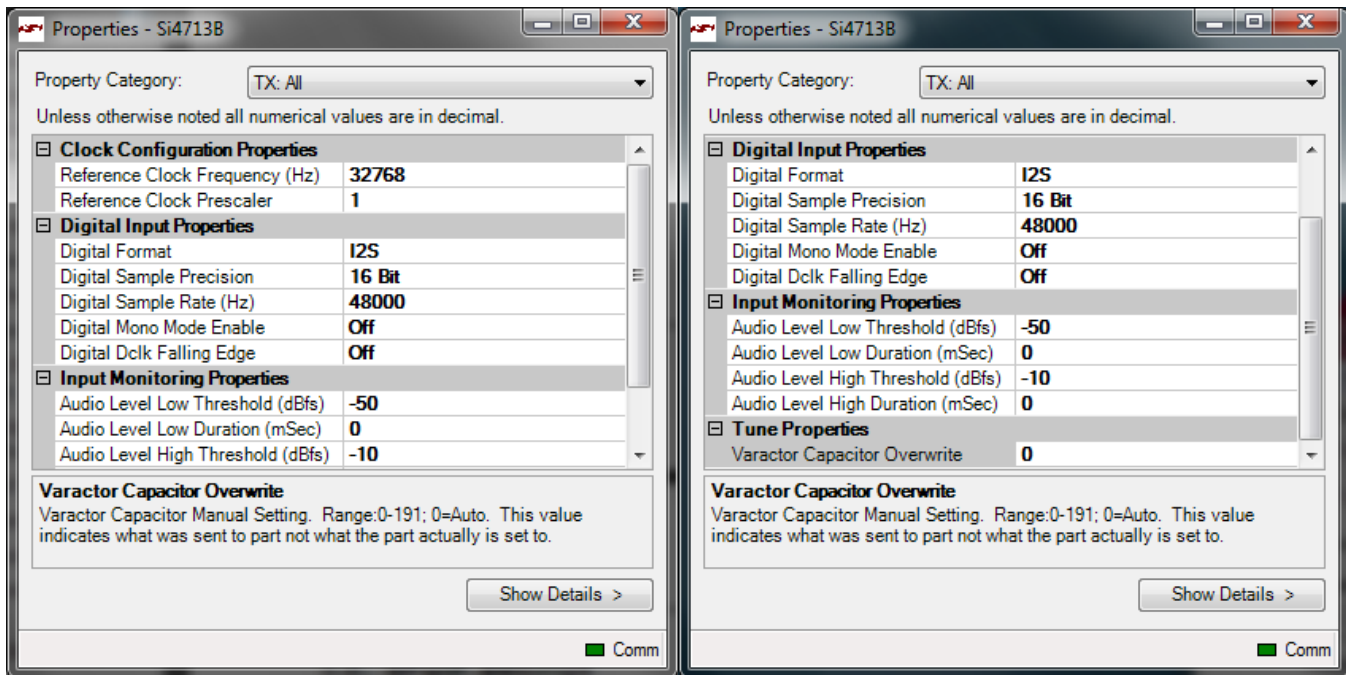 Properties - Si4713B
Property Category: TX: All
Unless otherwise noted all numerical values are in decimal.
Clock Configuration Properties
Reference Clock Frequency (Hz) 32768
Reference Clock Prescaler 1
Digital Input Properties
Digital Format I2S
Digital Sample Precision 16 Bit
Digital Sample Rate (Hz) 48000
Digital Mono Mode Enable Off
Digital Dclk Falling Edge Off
Input Monitoring Properties
Audio Level Low Threshold (dBfs) -50
Audio Level Low Duration (mSec) 0
Audio Level High Threshold (dBfs) -10
Varactor Capacitor Overwrite
Varactor Capacitor Manual Setting. Range:0-191; 0=Auto. This value
indicates what was sent to part not what the part actually is set to.
Show Details >
Comm
Properties - Si4713B
Property Category: TX: All
Unless otherwise noted all numerical values are in decimal.
Digital Input Properties
Digital Format I2S
Digital Sample Precision 16 Bit
Digital Sample Rate (Hz) 48000
Digital Mono Mode Enable Off
Digital Dclk Falling Edge Off
Input Monitoring Properties
Audio Level Low Threshold (dBfs) -50
Audio Level Low Duration (mSec) 0
Audio Level High Threshold (dBfs) -10
Audio Level High Duration (mSec) 0
Tune Properties
Varactor Capacitor Overwrite 0
Varactor Capacitor Overwrite
Varactor Capacitor Manual Setting. Range:0-191; 0=Auto. This value
indicates what was sent to part not what the part actually is set to.
Show Details >
Comm